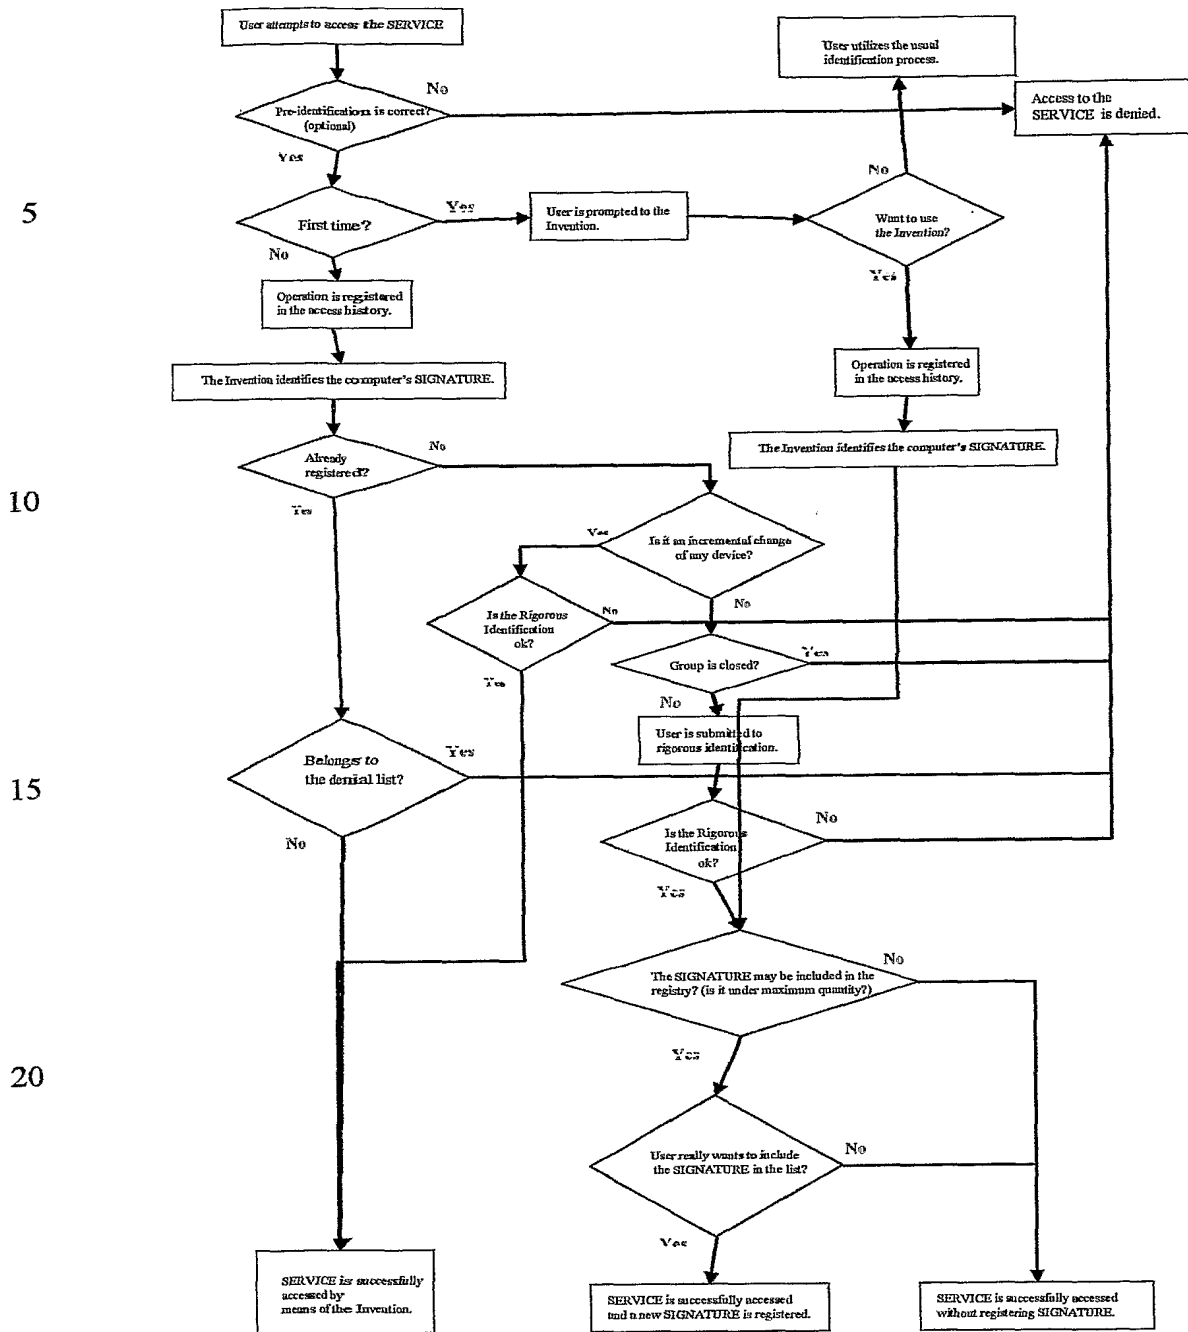 User attempts to access the SERVICE
User utilizes the usual
identification process.
No
Pre-identifications is correct?
(optional)
Access to the
SERVICE is denied.
Yes
No
5
First time?
Yes
User is prompted to the
Invention.
Want to use
the Invention?
No
Yes
Operation is registered
in the access history.
The Invention identifies the computer's SIGNATURE.
Operation is registered
in the access history.
The Invention identifies the computer's SIGNATURE.
Already
registered?
No
10
Yes
Yes
Is it an incremental change
of any device?
Is the Rigorous
Identification
ok?
No
No
Group is closed?
Yes
Yes
No
User is submitted to
rigorous identification.
Belongs to
the denial list?
Yes
15
No
Is the Rigorous
Identification
ok?
No
Yes
The SIGNATURE may be included in the
registry? (is it under maximum quantity?)
No
Yes
20
User really wants to include
the SIGNATURE in the list?
No
Yes
SERVICE is successfully
accessed by
means of the Invention.
SERVICE is successfully accessed
and a new SIGNATURE is registered.
SERVICE is successfully accessed
without registering SIGNATURE.